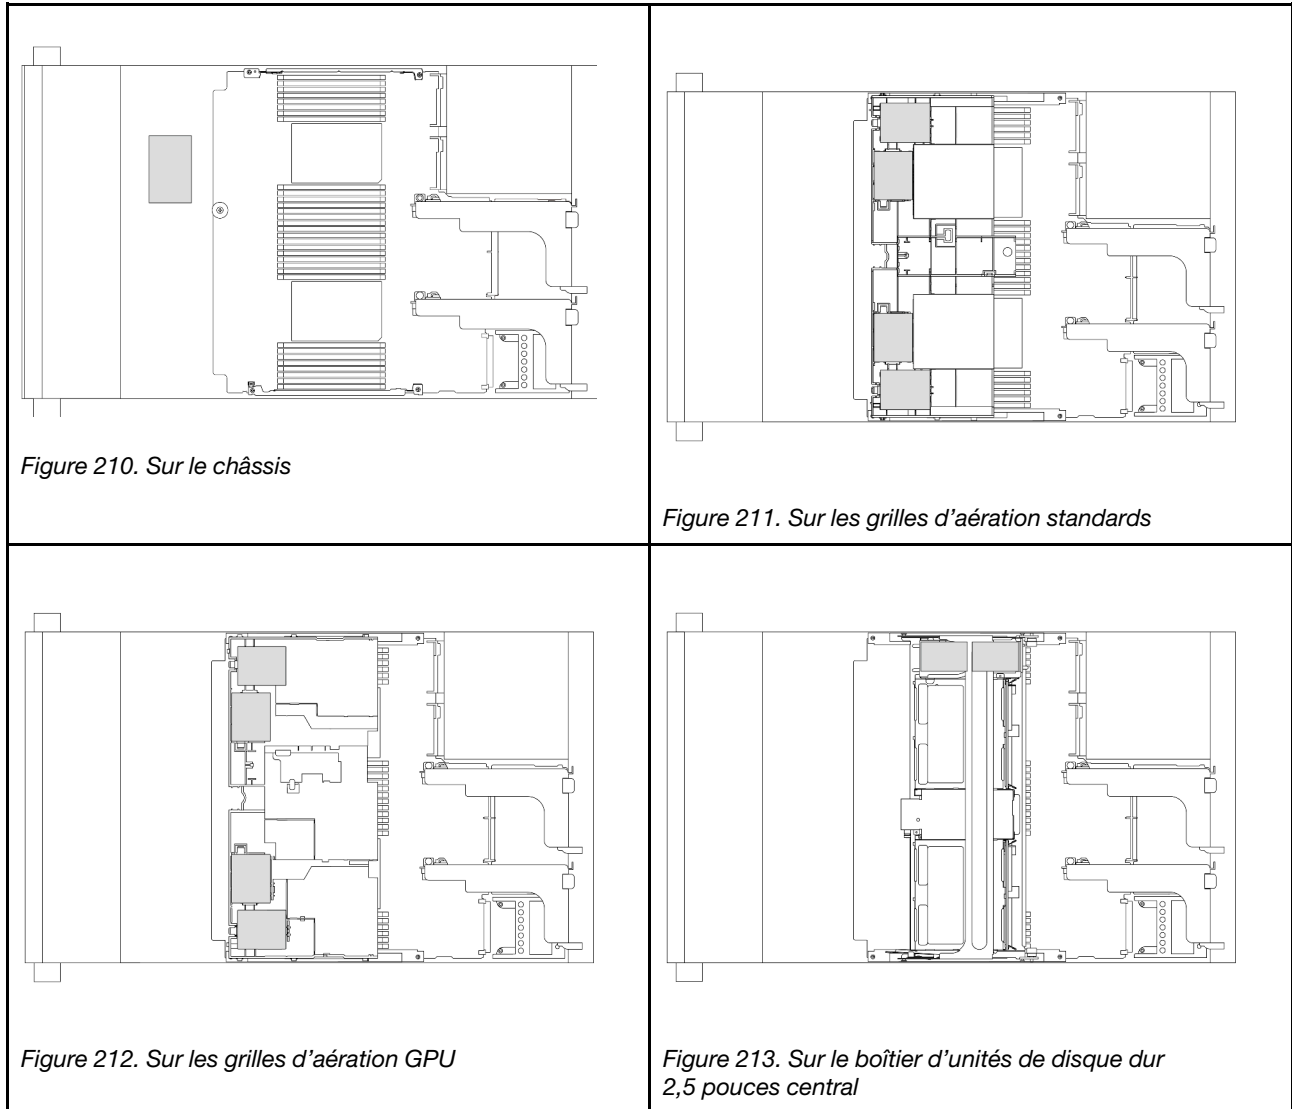 Figure 210. Sur le châssis
Figure 211. Sur les grilles d’aération standards
Figure 212. Sur les grilles d’aération GPU
Figure 213. Sur le boîtier d’unités de disque dur
2,5 pouces central